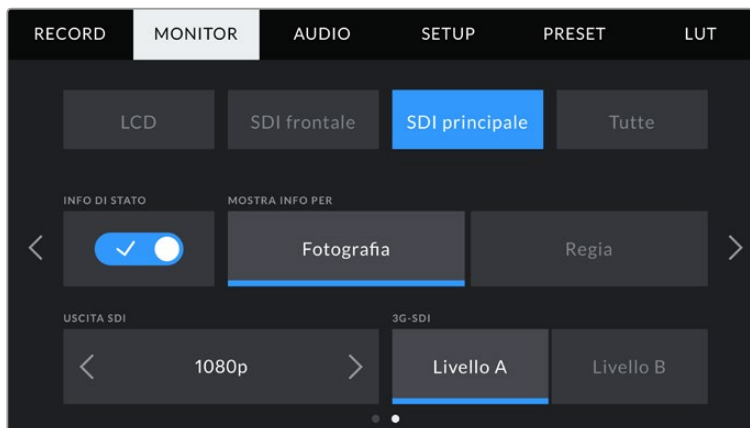 RECORD MONITOR AUDIO SETUP PRESET LUT
LCD SDI frontale SDI principale Tutte
INFO DI STATO MOSTRA INFO PER
Fotografia Regia
USCITA SDI 3G-SDI
1080p Livello A Livello B